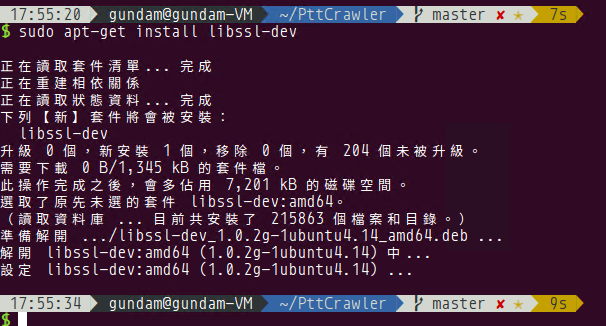 17:55:20 gundam@gundam-VM ~/PttCrawler master ✘ ★ 7s
$ sudo apt-get install libssl-dev
正在讀取套件清單... 完成
正在重建相依關係
正在讀取狀態資料... 完成
下列【新】套件將會被安裝：
libssl-dev
升級 0 個，新安裝 1 個，移除 0 個，有 204 個未被升級。
需要下載 0 B/1,345 kB 的套件檔。
此操作完成之後，會多佔用 7,201 kB 的磁碟空間。
選取了原先未選的套件 libssl-dev:amd64。
（讀取資料庫 ... 目前共安裝了 215863 個檔案和目錄。）
準備解開 .../libssl-dev_1.0.2g-1ubuntu4.14_amd64.deb ...
解開 libssl-dev:amd64 (1.0.2g-1ubuntu4.14) 中...
設定 libssl-dev:amd64 (1.0.2g-1ubuntu4.14) ...
17:55:34 gundam@gundam-VM ~/PttCrawler master ✘ ★ 9s
$